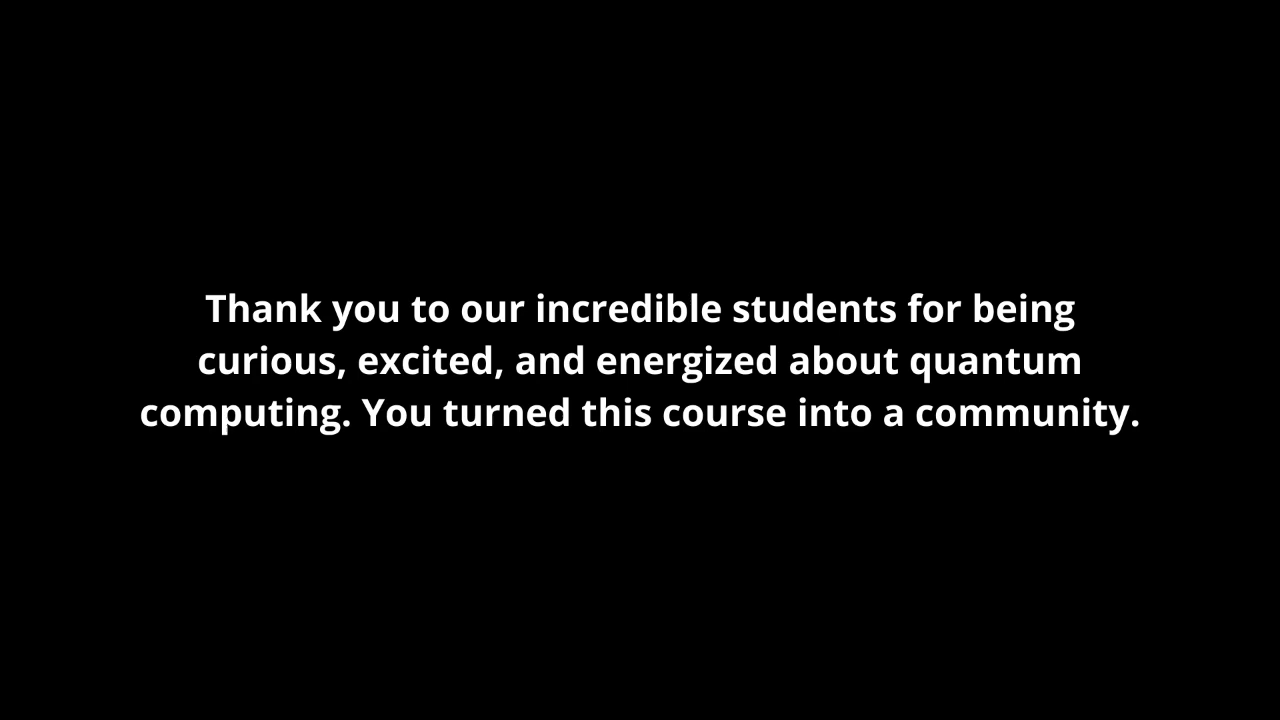 Thank you to our incredible students for being
curious, excited, and energized about quantum
computing. You turned this course into a community.